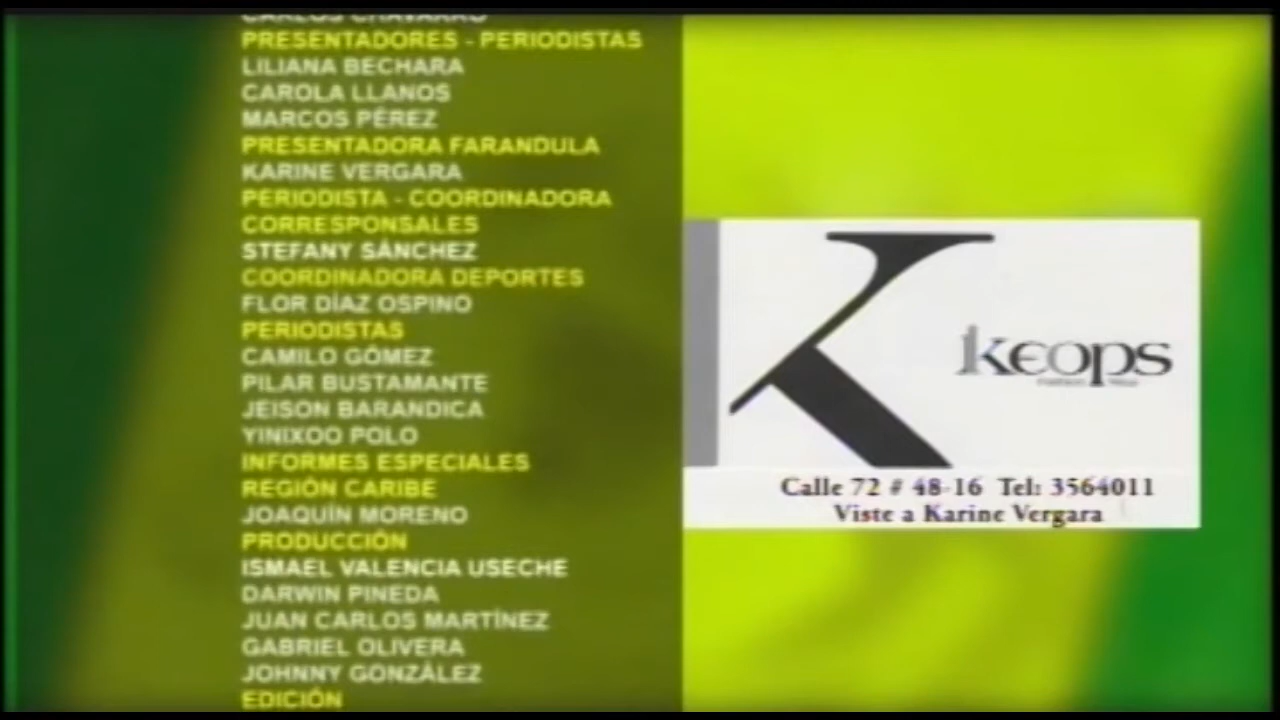 CARLOS CHAVARRO
PRESENTADORES - PERIODISTAS
LILIANA BECHARA
CAROLA LLANOS
MARCOS PÉREZ
PRESENTADORA FARANDULA
KARINE VERGARA
PERIODISTA - COORDINADORA
CORRESPONSALES
STEFANY SÁNCHEZ
COORDINADORA DEPORTES
FLOR DÍAZ OSPINO
PERIODISTAS
CAMILO GÓMEZ
PILAR BUSTAMANTE
JEISON BARANDICA
YINIXOO POLO
INFORMES ESPECIALES
REGIÓN CARIBE
JOAQUÍN MORENO
PRODUCCIÓN
ISMAEL VALENCIA USECHE
DARWIN PINEDA
JUAN CARLOS MARTÍNEZ
GABRIEL OLIVERA
JOHNNY GONZÁLEZ
EDICIÓN
K
keops
Calle 72 # 48-16 Tel: 3564011
Viste a Karine Vergara